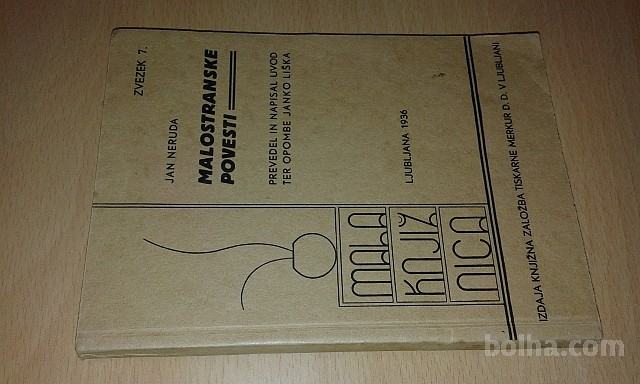 ZVEZEK 7.
JAN NERUDA
MALOSTRANSKE
POVESTI
PREVEDEL IN NAPISAL UVOD
TER OPOMBE JANKO LIŠKA
LJUBLJANA 1936
MALA
KNJIŽ
NICA
IZDAJA KNJIŽNA ZALOŽBA TISKARNE MERKUR D. D. V LJUBLJANI
bolha.com